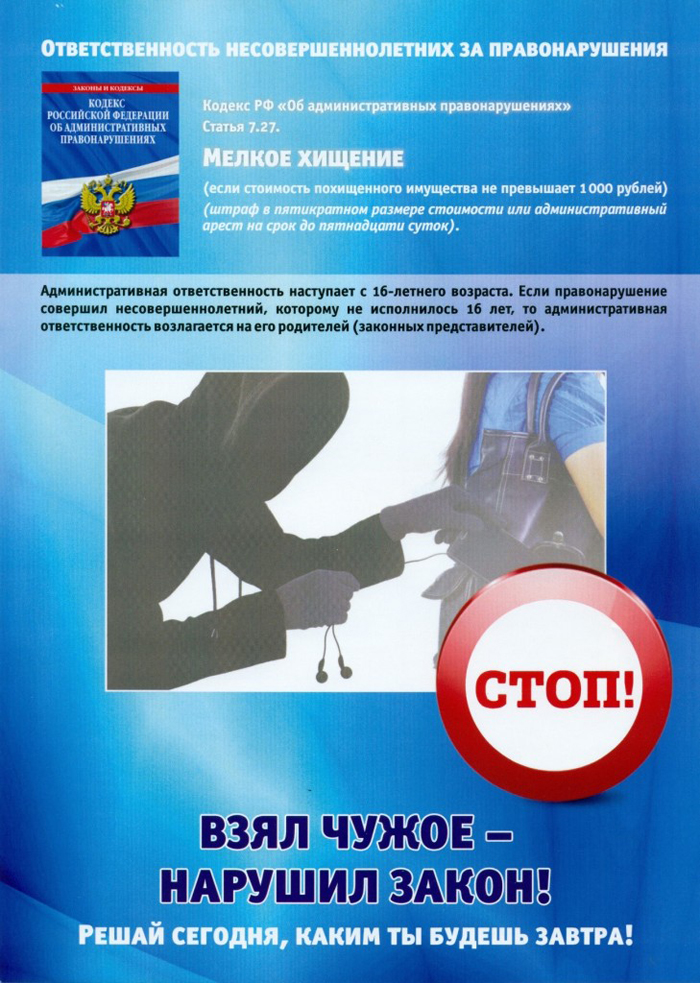 Ответственность несовершеннолетних за правонарушения
ЗАКОНЫ И КОДЕКСЫ
КОДЕКС
РОССИЙСКОЙ ФЕДЕРАЦИИ
ОБ АДМИНИСТРАТИВНЫХ
ПРАВОНАРУШЕНИЯХ
Кодекс РФ «Об административных правонарушениях»
Статья 7.27.
Мелкое хищение
(если стоимость похищенного имущества не превышает 1000 рублей)
(штраф в пятикратном размере стоимости или административный
арест на срок до пятнадцати суток).
Административная ответственность наступает с 16-летнего возраста. Если правонарушение
совершил несовершеннолетний, которому не исполнилось 16 лет, то административная
ответственность возлагается на его родителей (законных представителей).
СТОП!
ВЗЯЛ ЧУЖОЕ –
НАРУШИЛ ЗАКОН!
Решай сегодня, каким ты будешь завтра!